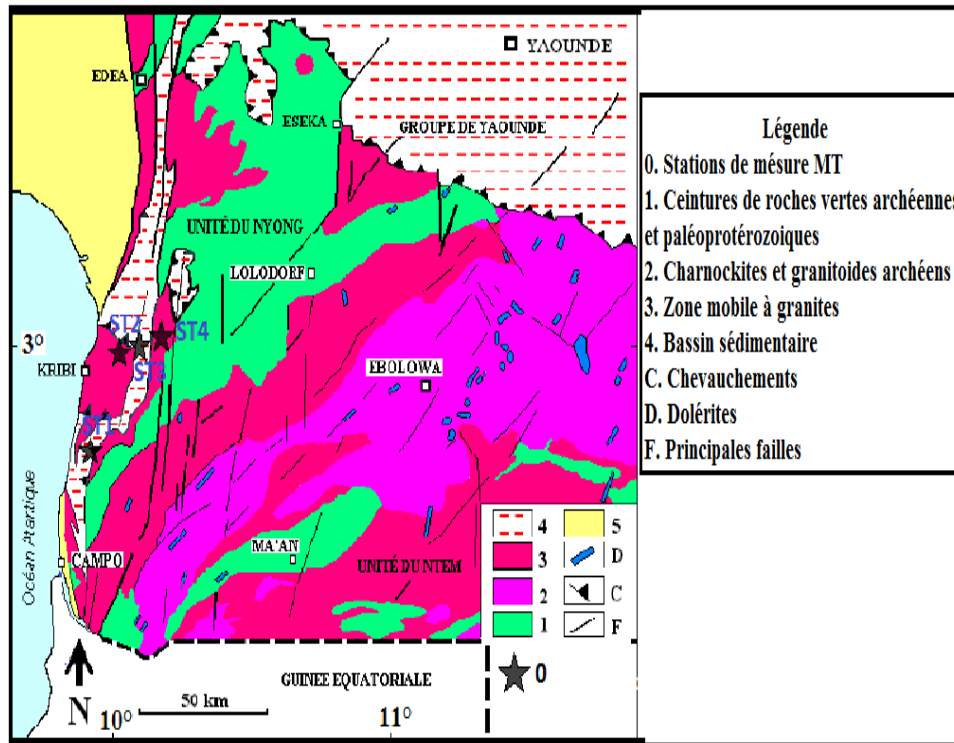 YAOUNDE
EDEA
ESEKA
GROUPE DE YAOUNDE
UNITÉ DU NYONG
LOLODORF
ST2
ST4
3°
ST3
KRIBI
EBOLOWA
ST1
Océan Atlantique
CAMPO
MA'AN
UNITÉ DU NTEM
4
5
3
D
2
C
1
F
GUINEE EQUATORIALE
0
N
50 km
10°
11°
Légende
0. Stations de mésure MT
1. Ceintures de roches vertes archéennes
et paléoprotérozoiques
2. Charnockites et granitoides archéens
3. Zone mobile à granites
4. Bassin sédimentaire
C. Chevauchements
D. Dolérites
F. Principales failles